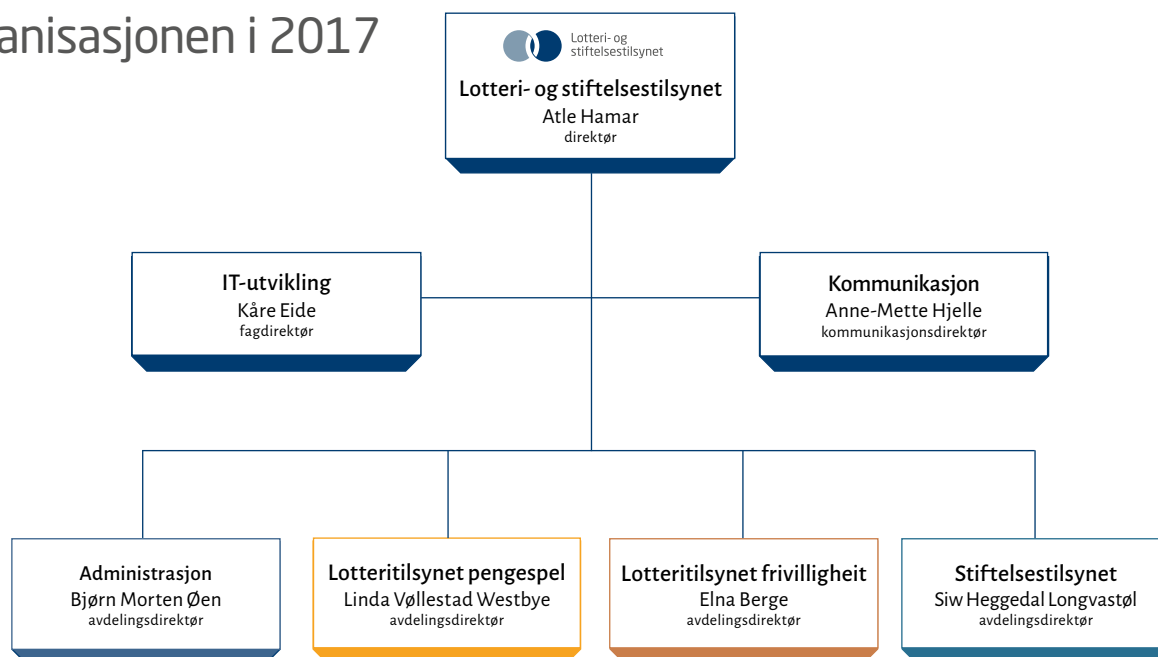 anisasjonen i 2017
Lotteri- og
stiftelsestilsynet
Lotteri- og stiftelsestilsynet
Atle Hamar
direktør
IT-utvikling
Kåre Eide
fagdirektør
Kommunikasjon
Anne-Mette Hjelle
kommunikasjonsdirektør
Administrasjon
Bjørn Morten Øen
avdelingsdirektør
Lotteritilsynet pengespel
Linda Vøllestad Westbye
avdelingsdirektør
Lotteritilsynet frivilligheit
Elna Berge
avdelingsdirektør
Stiftelsestilsynet
Siw Heggedal Longvastøl
avdelingsdirektør